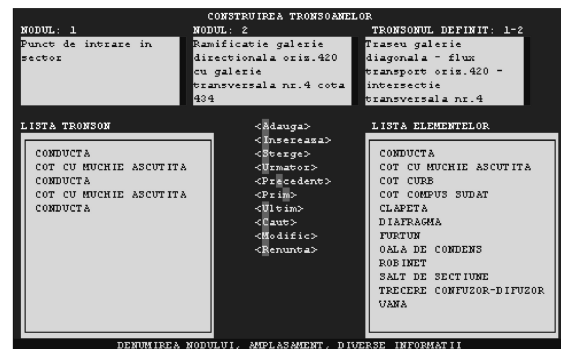 CONSTRUIREA TRONSOANELOR
NODUL: 1
Punct de intrare in
sector
NODUL: 2
Ramificatie galerie
directionala oriz.420
cu galerie
transversala nr.4 cota
434
TRONSONUL DEFINIT: 1-2
Traseu galerie
diagonala - flux
transport oriz.420 -
intersectie
transversala nr.4
LISTA TRONSON
CONDUCTA
COT CU MUCHIE ASCUTITA
CONDUCTA
COT CU MUCHIE ASCUTITA
CONDUCTA
<Adauga>
<Insereaza>
<Sterge>
<Urmator>
<Precedent>
<Prim>
<Ultim>
<Caut>
<Modific>
<Renunta>
LISTA ELEMENTELOR
CONDUCTA
COT CU MUCHIE ASCUTITA
COT CURB
COT COMPUS SUDAT
CLAPETA
DIAFRAGMA
FURTUN
OALA DE CONDENS
ROBINET
SALT DE SECTIUNE
TRECERE CONFUZOR-DIFUZOR
VANA
DENUMIREA NODULUI, AMPLASAMENT, DIVERSE INFORMATII